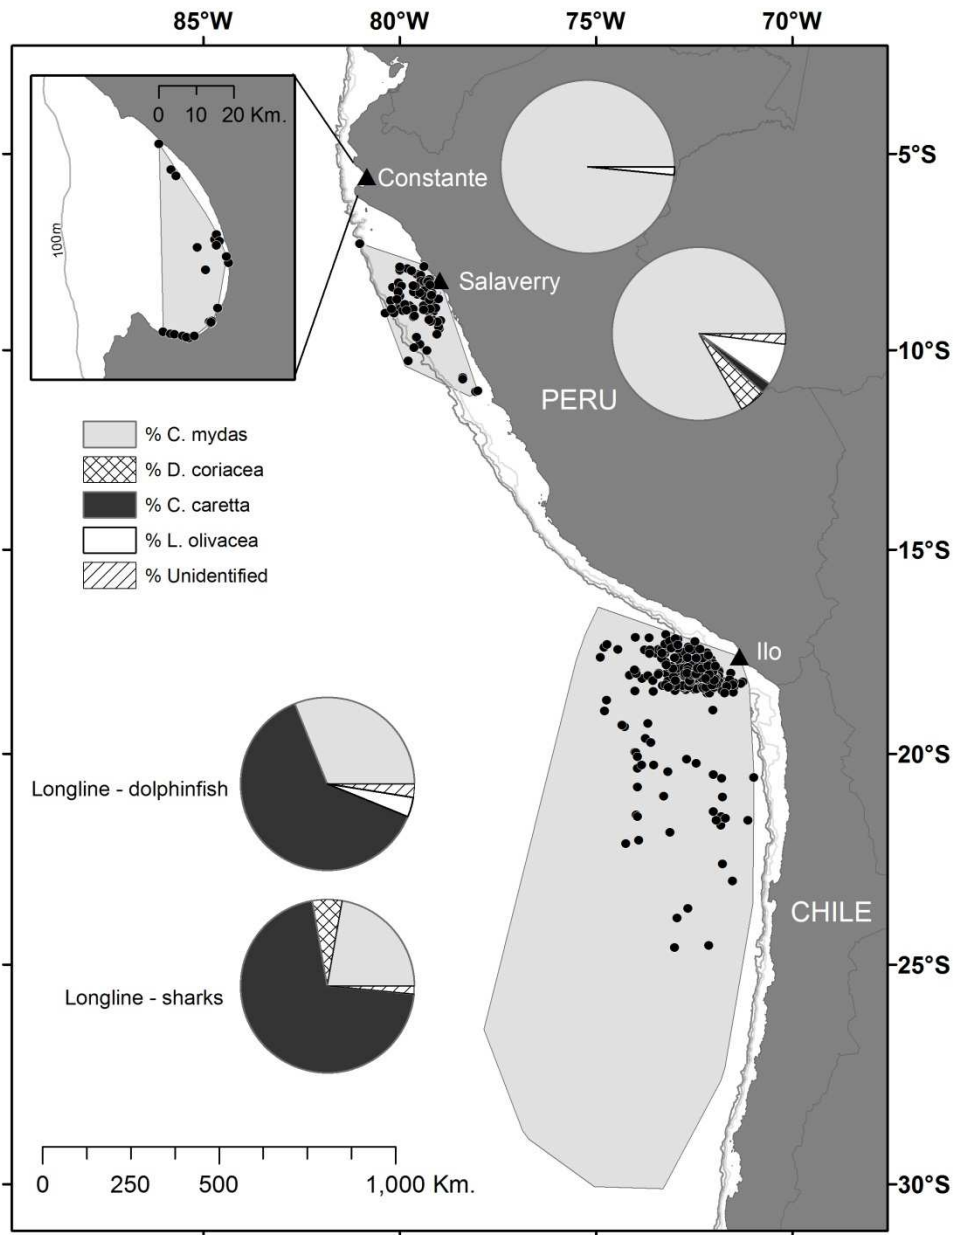 85°W 80°W 75°W 70°W
0 10 20 Km.
100m
5°S
Constante
Salaverry
10°S
PERU
% C. mydas
% D. coriacea
% C. caretta
% L. olivacea
% Unidentified
15°S
Ilo
20°S
Longline - dolphinfish
CHILE
25°S
Longline - sharks
0 250 500 1,000 Km.
30°S